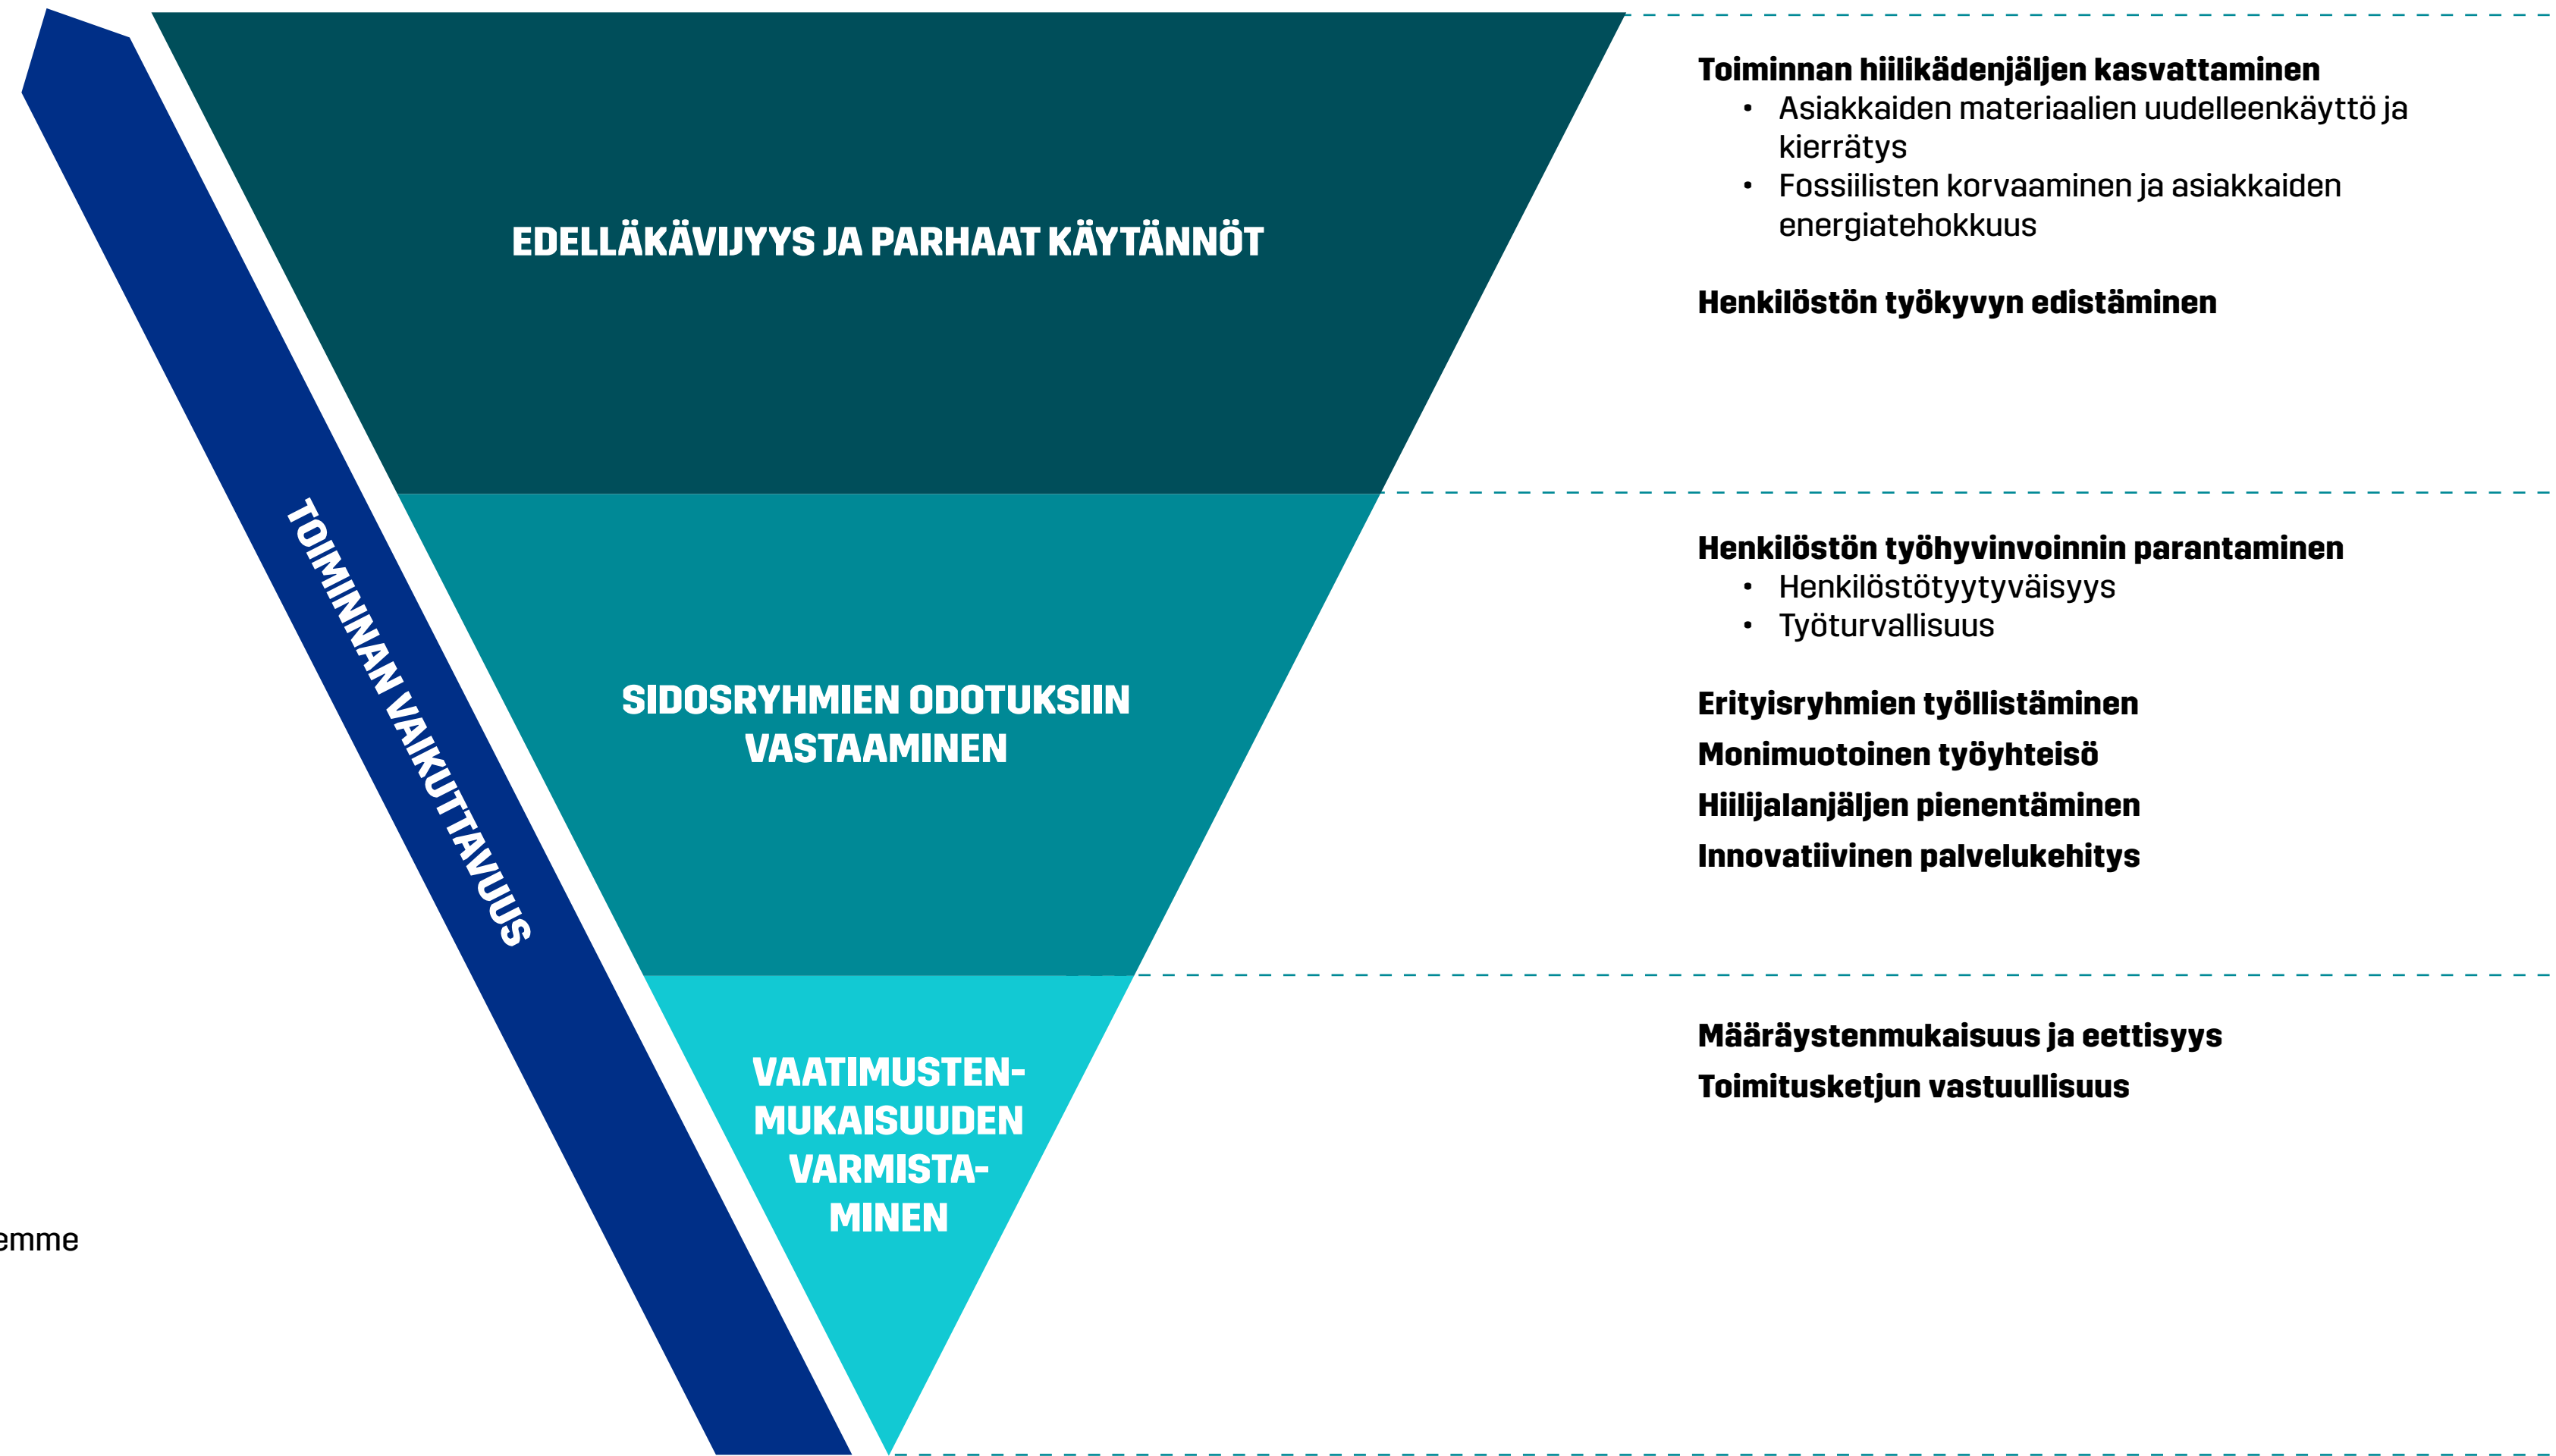 TOIMINNAN VAIKUTTAVUUS
EDELLÄKÄVIJYYS JA PARHAAT KÄYTÄNNÖT
Toiminnan hiilikädenjäljen kasvattaminen
• Asiakkaiden materiaalien uudelleenkäyttö ja
kierrätys
• Fossiilisten korvaaminen ja asiakkaiden
energiatehokkuus
Henkilöstön työkyvyn edistäminen
SIDOSRYHMIEN ODOTUKSIIN
VASTAAMINEN
Henkilöstön työhyvinvoinnin parantaminen
• Henkilöstötyytyväisyys
• Työturvallisuus
Erityisryhmien työllistäminen
Monimuotoinen työyhteisö
Hiilijalanjäljen pienentäminen
Innovatiivinen palvelukehitys
VAATIMUSTEN-
MUKAISUUDEN
VARMISTA-
MINEN
Määräystenmukaisuus ja eettisyys
Toimitusketjun vastuullisuus
emme